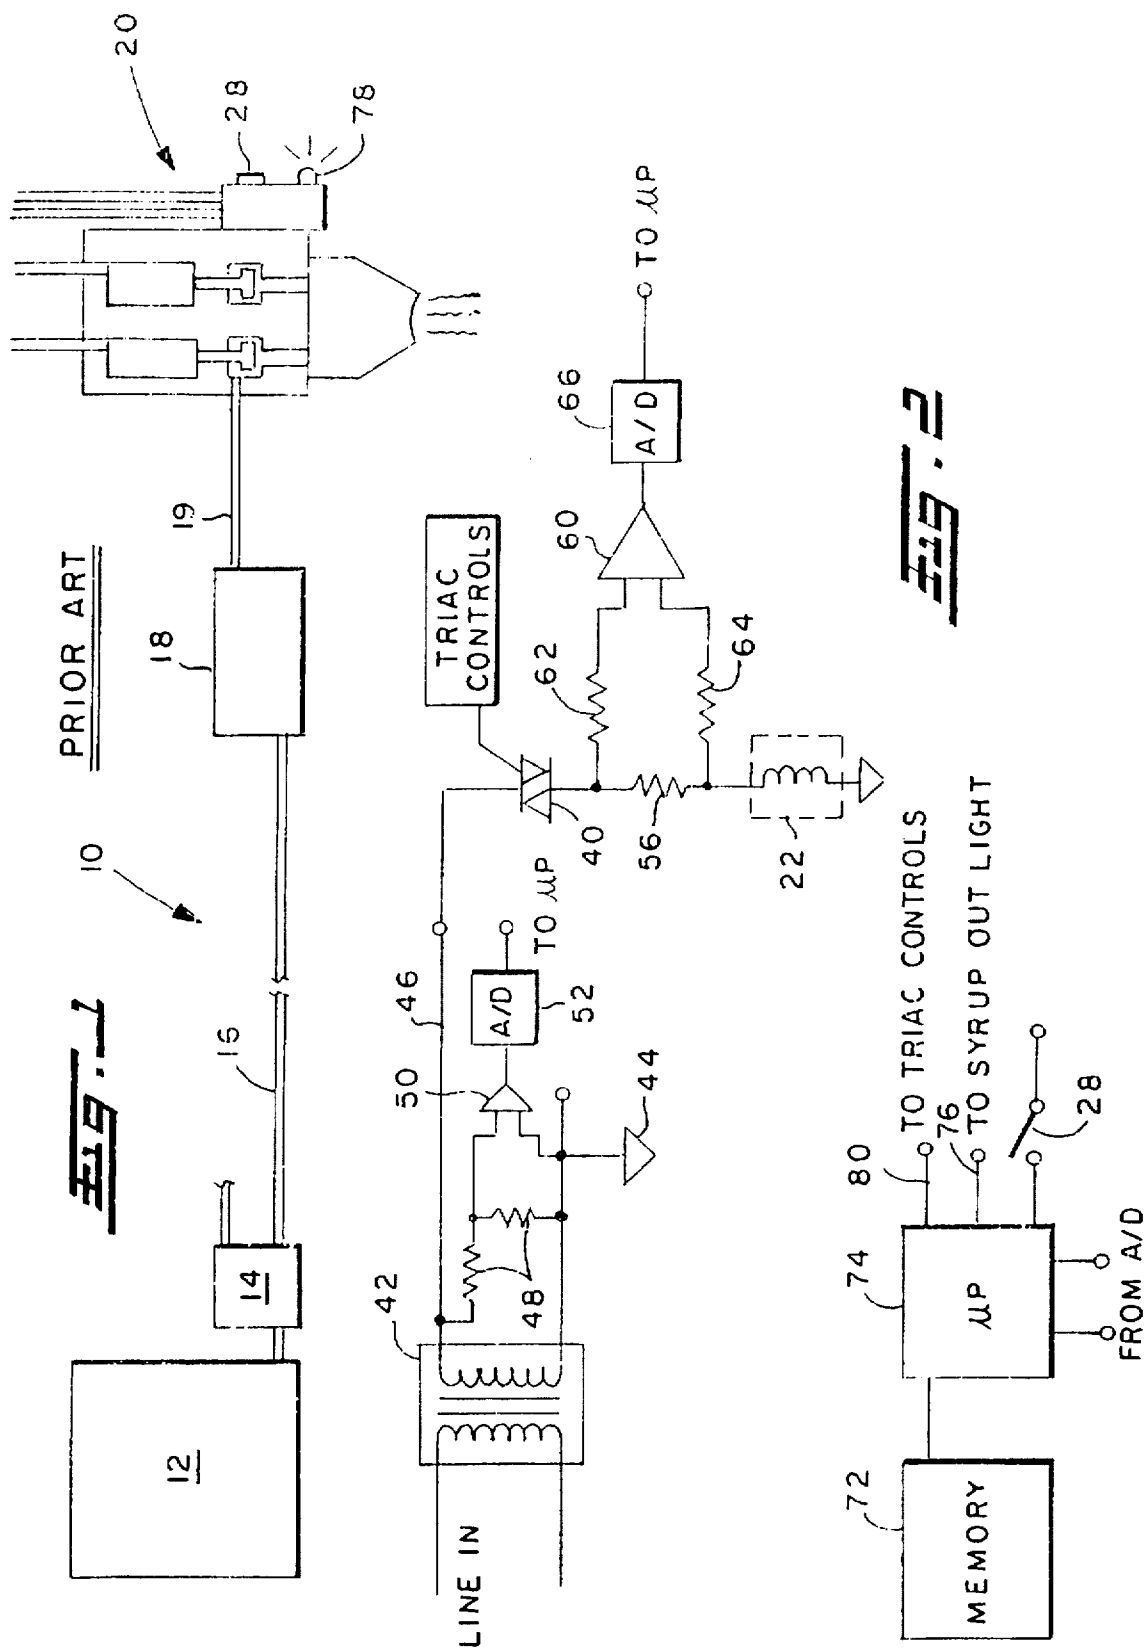 Fig. 1
PRIOR ART
10
20
12
14
16
18
19
28
78
Fig. 2
LINE IN
42
48
46
50
A/D
52
TO μP
44
TRIAC
CONTROLS
40
62
56
64
22
60
A/D
66
TO μP
72
MEMORY
74
μP
80
TO TRIAC CONTROLS
76
TO SYRUP OUT LIGHT
28
FROM A/D